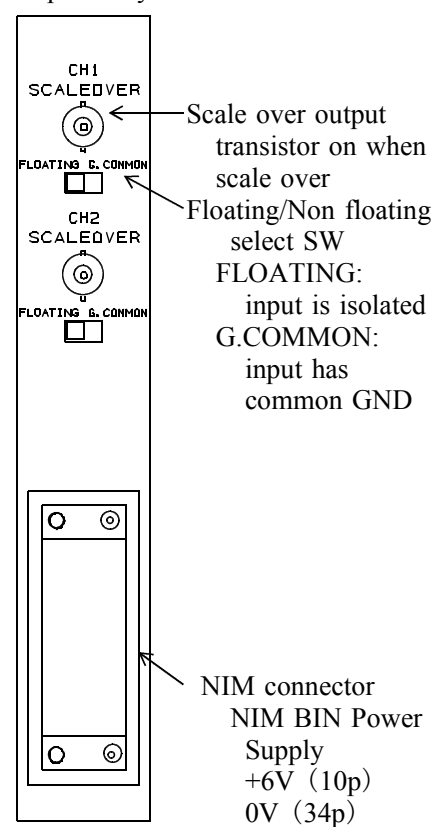 CH1
SCALEOVER
FLOATING G.COMMON
CH2
SCALEOVER
FLOATING G.COMMON
Scale over output
transistor on when
scale over
Floating/Non floating
select SW
FLOATING:
input is isolated
G.COMMON:
input has
common GND
NIM connector
NIM BIN Power
Supply
+6V（10p）
0V（34p）